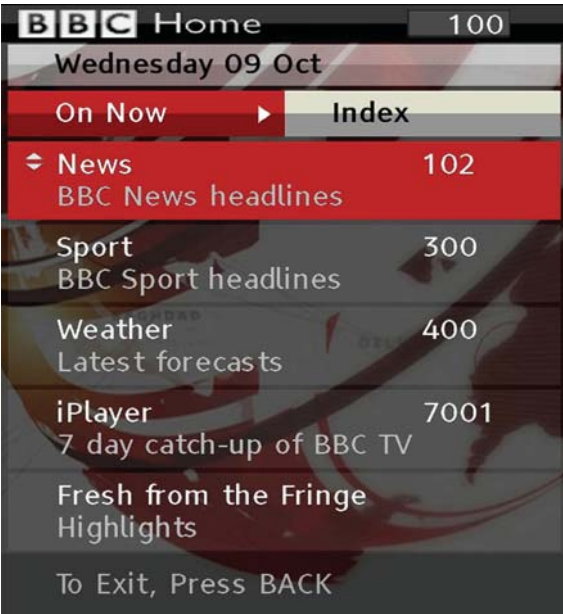 BBC Home 100
Wednesday 09 Oct
On Now Index
News 102
BBC News headlines
Sport 300
BBC Sport headlines
Weather 400
Latest forecasts
iPlayer 7001
7 day catch-up of BBC TV
Fresh from the Fringe
Highlights
To Exit, Press BACK